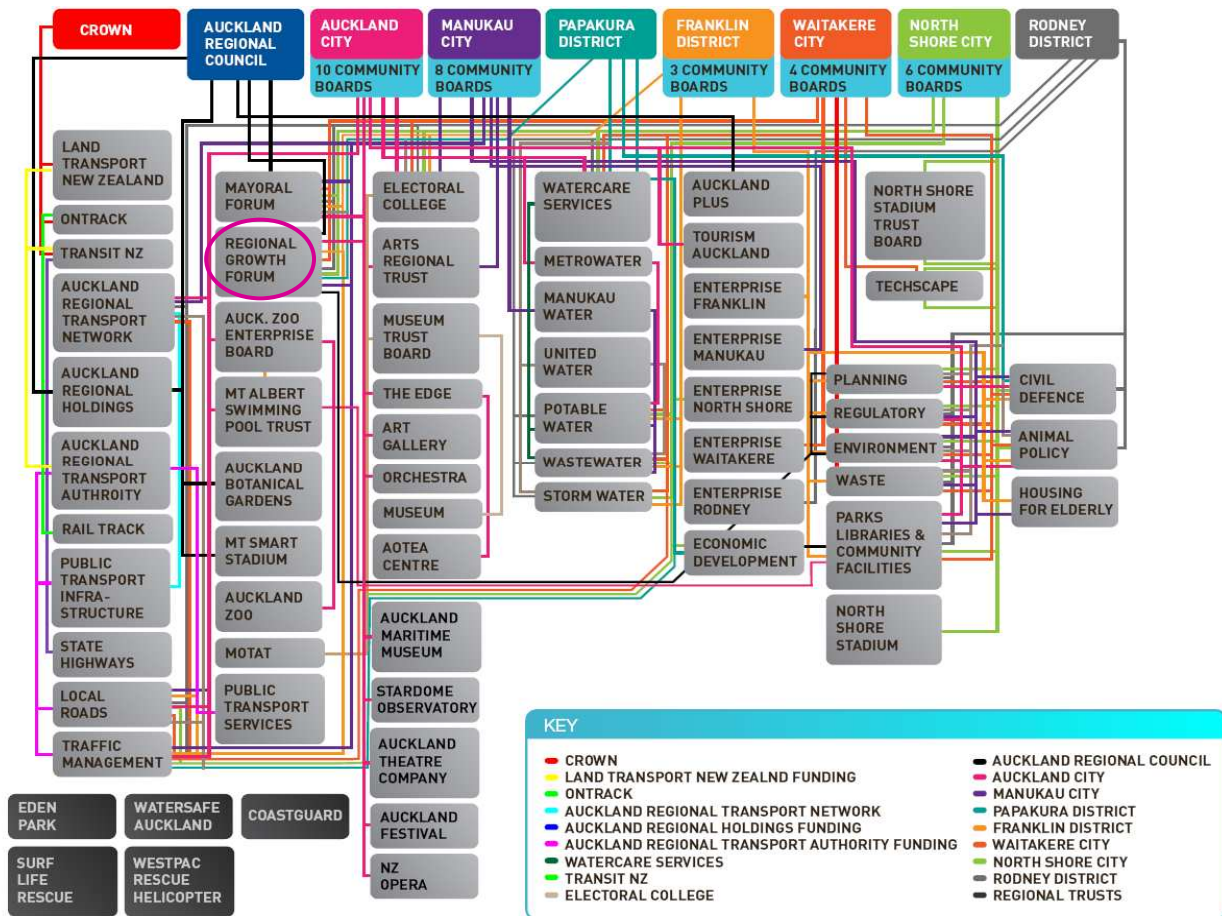 CROWN
AUCKLAND
REGIONAL
COUNCIL
AUCKLAND
CITY
10 COMMUNITY
BOARDS
MANUKAU
CITY
8 COMMUNITY
BOARDS
PAPAKURA
DISTRICT
FRANKLIN
DISTRICT
3 COMMUNITY
BOARDS
WAITAKERE
CITY
4 COMMUNITY
BOARDS
NORTH
SHORE CITY
6 COMMUNITY
BOARDS
RODNEY
DISTRICT
LAND
TRANSPORT
NEW ZEALAND
ONTRACK
TRANSIT NZ
AUCKLAND
REGIONAL
TRANSPORT
NETWORK
AUCKLAND
REGIONAL
HOLDINGS
AUCKLAND
REGIONAL
TRANSPORT
AUTHROITY
RAIL TRACK
PUBLIC
TRANSPORT
INFRA-
STRUCTURE
STATE
HIGHWAYS
LOCAL
ROADS
TRAFFIC
MANAGEMENT
MAYORAL
FORUM
REGIONAL
GROWTH
FORUM
AUCK. ZOO
ENTERPRISE
BOARD
MT ALBERT
SWIMMING
POOL TRUST
AUCKLAND
BOTANICAL
GARDENS
MT SMART
STADIUM
AUCKLAND
ZOO
MOTAT
PUBLIC
TRANSPORT
SERVICES
ELECTORAL
COLLEGE
ARTS
REGIONAL
TRUST
MUSEUM
TRUST
BOARD
THE EDGE
ART
GALLERY
ORCHESTRA
MUSEUM
AOTEA
CENTRE
AUCKLAND
MARITIME
MUSEUM
STARDOME
OBSERVATORY
AUCKLAND
THEATRE
COMPANY
AUCKLAND
FESTIVAL
NZ
OPERA
WATERCARE
SERVICES
METROWATER
MANUKAU
WATER
UNITED
WATER
POTABLE
WATER
WASTEWATER
STORM WATER
AUCKLAND
PLUS
TOURISM
AUCKLAND
ENTERPRISE
FRANKLIN
ENTERPRISE
MANUKAU
ENTERPRISE
NORTH SHORE
ENTERPRISE
WAITAKERE
ENTERPRISE
RODNEY
ECONOMIC
DEVELOPMENT
NORTH SHORE
STADIUM
TRUST
BOARD
TECHSCAPE
PLANNING
REGULATORY
ENVIRONMENT
WASTE
PARKS
LIBRARIES &
COMMUNITY
FACILITIES
NORTH
SHORE
STADIUM
CIVIL
DEFENCE
ANIMAL
POLICY
HOUSING
FOR ELDERLY
EDEN
PARK
WATERSAFE
AUCKLAND
COASTGUARD
SURF
LIFE
RESCUE
WESTPAC
RESCUE
HELICOPTER
KEY
CROWN
LAND TRANSPORT NEW ZEALND FUNDING
ONTRACK
AUCKLAND REGIONAL TRANSPORT NETWORK
AUCKLAND REGIONAL HOLDINGS FUNDING
AUCKLAND REGIONAL TRANSPORT AUTHORITY FUNDING
WATERCARE SERVICES
TRANSIT NZ
ELECTORAL COLLEGE
AUCKLAND REGIONAL COUNCIL
AUCKLAND CITY
MANUKAU CITY
PAPAKURA DISTRICT
FRANKLIN DISTRICT
WAITAKERE CITY
NORTH SHORE CITY
RODNEY DISTRICT
REGIONAL TRUSTS